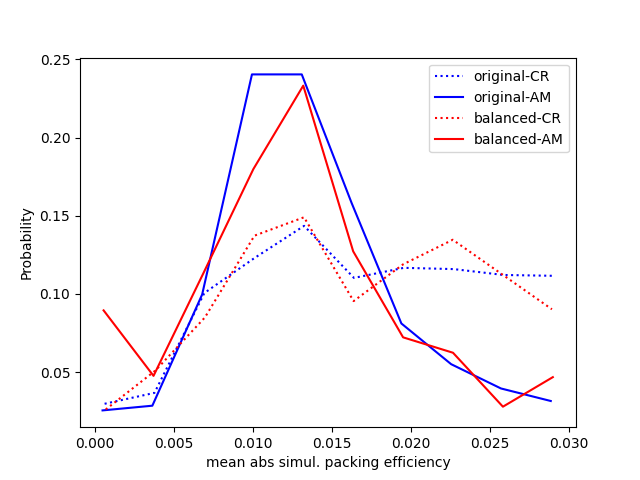 0.25
0.20
0.15
0.10
0.05
Probability
0.000 0.005 0.010 0.015 0.020 0.025 0.030
mean abs simul. packing efficiency
original-CR
original-AM
balanced-CR
balanced-AM